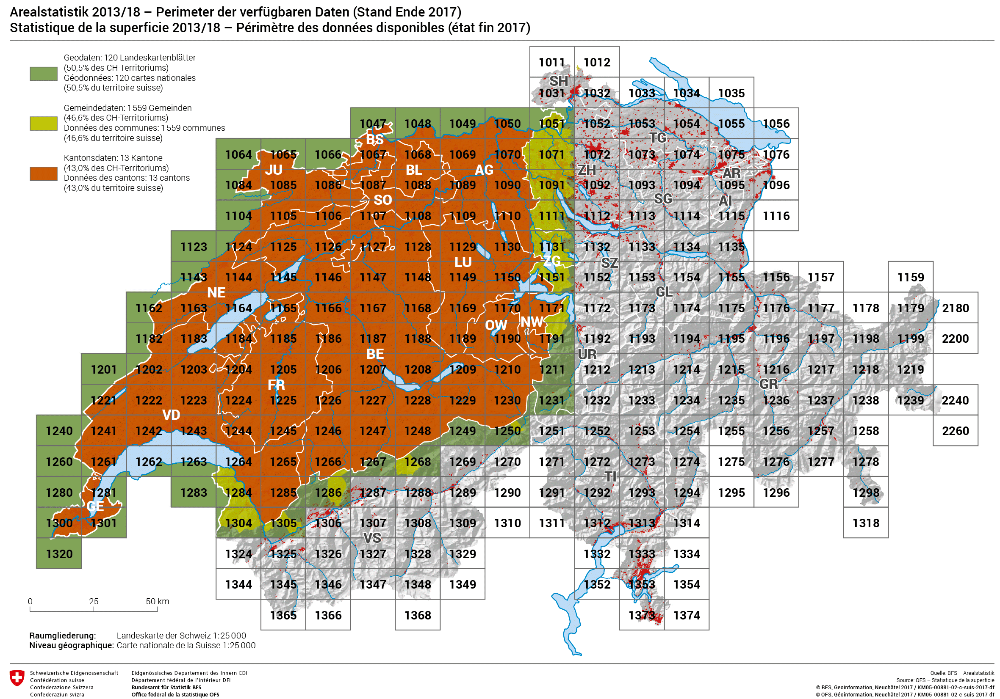 Arealstatistik 2013/18 – Perimeter der verfügbaren Daten (Stand Ende 2017)
Statistique de la superficie 2013/18 – Périmètre des données disponibles (état fin 2017)
Geodaten: 120 Landeskartenblätter
(50,5% des CH-Territoriums)
Géodonnées: 120 cartes nationales
(50,5% du territoire suisse)
Gemeindedaten: 1 559 Gemeinden
(46,6% des CH-Territoriums)
Données des communes: 1 559 communes
(46,6% du territoire suisse)
Kantonsdaten: 13 Kantone
(43,0% des CH-Territoriums)
Données des cantons: 13 cantons
(43,0% du territoire suisse)
1011 1012
SH
1031 1032 1033 1034 1035
1047 1048 1049 1050 1051 1052 1053 1054 1055 1056
BS TG
1064 1065 1066 1067 1068 1069 1070 1071 1072 1073 1074 1075 1076
JU BL AG ZH AR
1084 1085 1086 1087 1088 1089 1090 1091 1092 1093 1094 1095 1096
SO SG AI
1104 1105 1106 1107 1108 1109 1110 1111 1112 1113 1114 1115 1116
1123 1124 1125 1126 1127 1128 1129 1130 1131 1132 1133 1134 1135
LU ZG SZ
1143 1144 1145 1146 1147 1148 1149 1150 1151 1152 1153 1154 1155 1156 1157 1159
NE GL
1162 1163 1164 1165 1166 1167 1168 1169 1170 1171 1172 1173 1174 1175 1176 1177 1178 1179 2180
OW NW
1182 1183 1184 1185 1186 1187 1188 1189 1190 1191 1192 1193 1194 1195 1196 1197 1198 1199 2200
BE UR
1201 1202 1203 1204 1205 1206 1207 1208 1209 1210 1211 1212 1213 1214 1215 1216 1217 1218 1219
FR GR
1221 1222 1223 1224 1225 1226 1227 1228 1229 1230 1231 1232 1233 1234 1235 1236 1237 1238 1239 2240
VD
1240 1241 1242 1243 1244 1245 1246 1247 1248 1249 1250 1251 1252 1253 1254 1255 1256 1257 1258 2260
1260 1261 1262 1263 1264 1265 1266 1267 1268 1269 1270 1271 1272 1273 1274 1275 1276 1277 1278
TI
1280 1281 1283 1284 1285 1286 1287 1288 1289 1290 1291 1292 1293 1294 1295 1296 1298
GE
1300 1301 1304 1305 1306 1307 1308 1309 1310 1311 1312 1313 1314 1318
VS
1320 1324 1325 1326 1327 1328 1329 1332 1333 1334
1344 1345 1346 1347 1348 1349 1352 1353 1354
1365 1366 1368 1373 1374
0 25 50 km
Raumgliederung: Landeskarte der Schweiz 1:25 000
Niveau géographique: Carte nationale de la Suisse 1:25 000
Schweizerische Eidgenossenschaft
Confédération suisse
Confederazione Svizzera
Confederaziun svizra
Eidgenössisches Departement des Innern EDI
Département fédéral de l'intérieur DFI
Bundesamt für Statistik BFS
Office fédéral de la statistique OFS
Quelle: BFS – Arealstatistik
Source: OFS – Statistique de la superficie
© BFS, Geoinformation, Neuchâtel 2017 / KM05-00881-02-c-suis-2017-df
© OFS, Géoinformation, Neuchâtel 2017 / KM05-00881-02-c-suis-2017-df